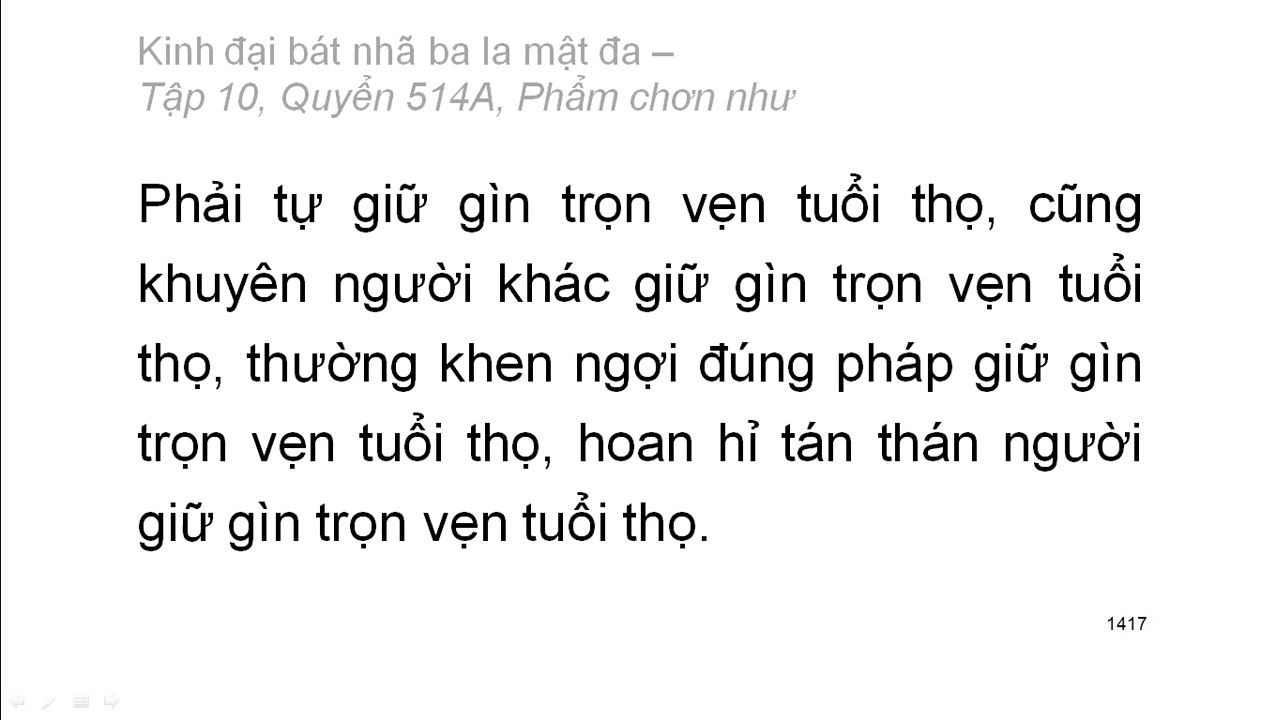 Kinh đại bát nhã ba la mật đa –
Tập 10, Quyển 514A, Phẩm chơn như
Phải tự giữ gìn trọn vẹn tuổi thọ, cũng
khuyên người khác giữ gìn trọn vẹn tuổi
thọ, thường khen ngợi đúng pháp giữ gìn
trọn vẹn tuổi thọ, hoan hỉ tán thán người
giữ gìn trọn vẹn tuổi thọ.
1417